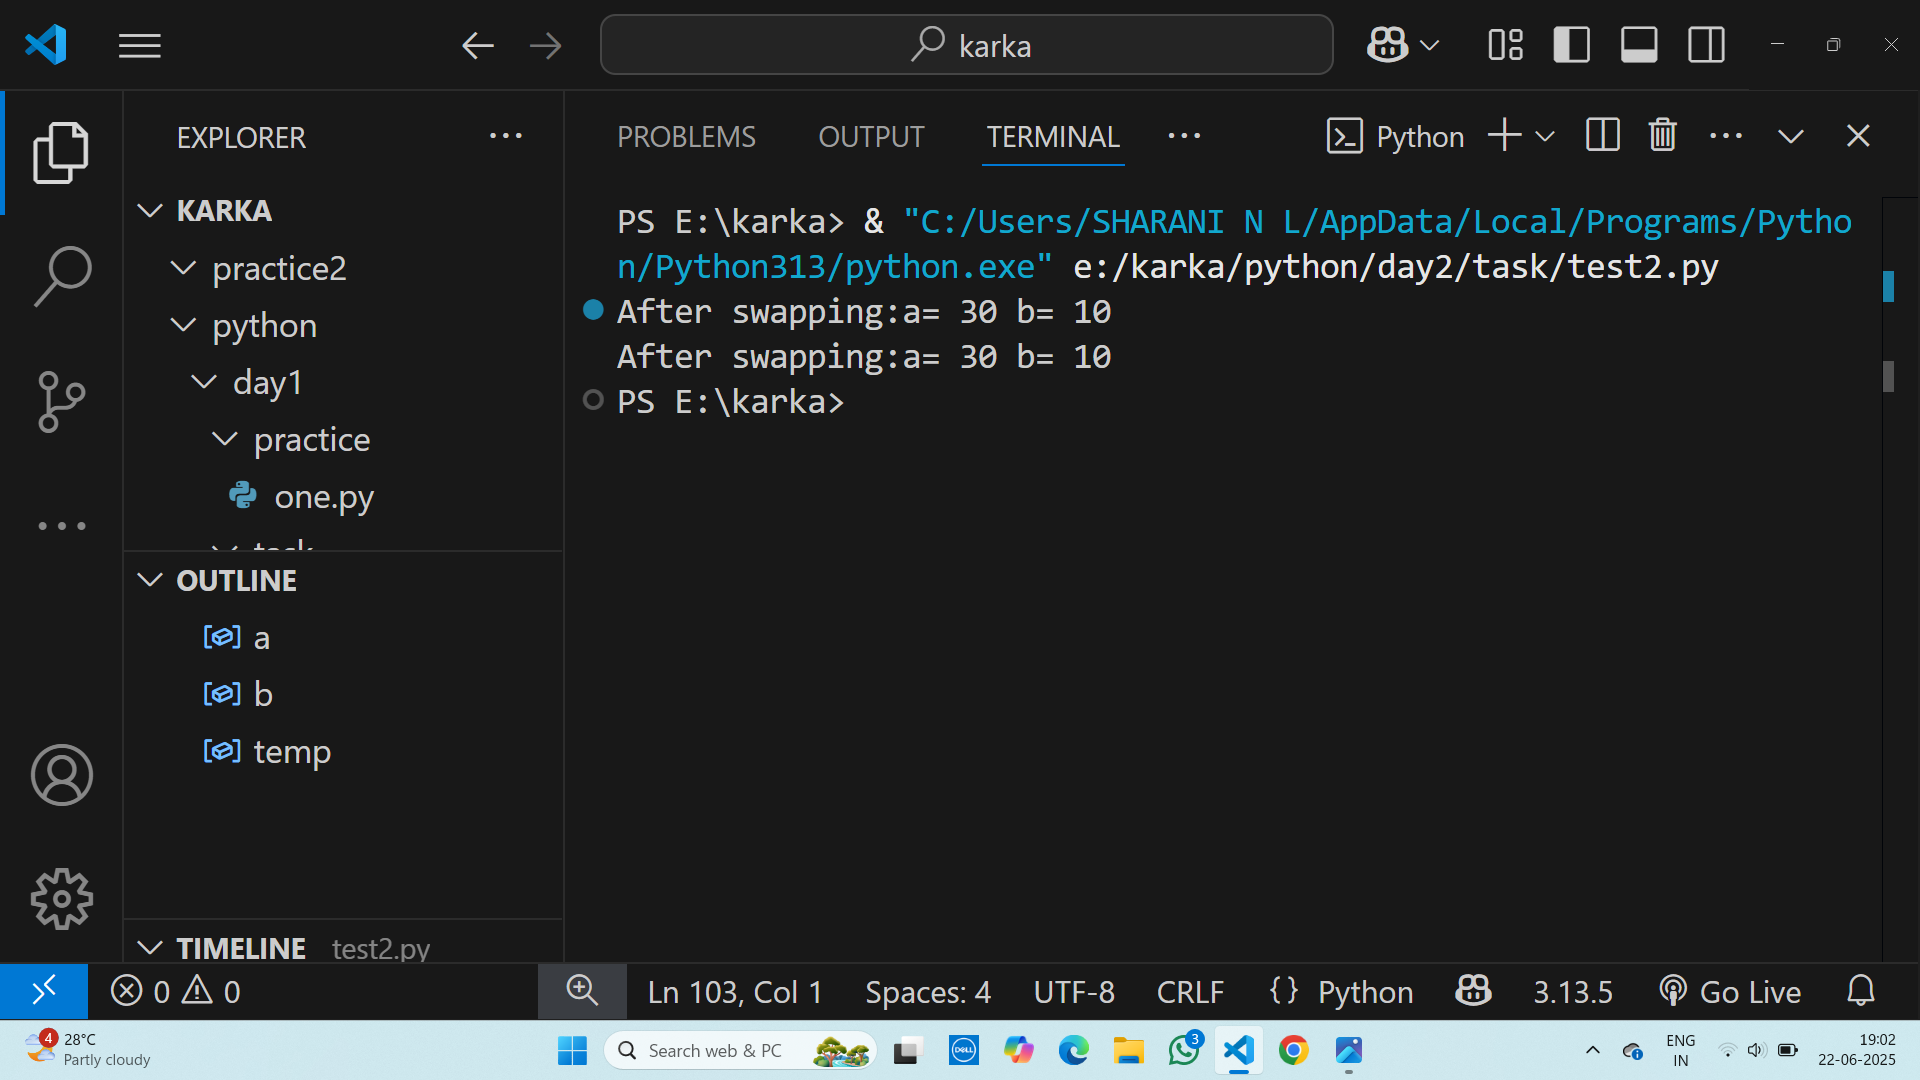 karka
EXPLORER
KARKA
practice2
python
day1
practice
one.py
task
OUTLINE
a
b
temp
TIMELINE test2.py
PROBLEMS OUTPUT TERMINAL Python
PS E:\karka> & "C:/Users/SHARANI N L/AppData/Local/Programs/Pytho
n/Python313/python.exe" e:/karka/python/day2/task/test2.py
After swapping:a= 30 b= 10
After swapping:a= 30 b= 10
PS E:\karka>
0 0 Ln 103, Col 1 Spaces: 4 UTF-8 CRLF {} Python 3.13.5 Go Live
4
28°C
Partly cloudy
Search web & PC
DELL
3
ENG
IN
19:02
22-06-2025